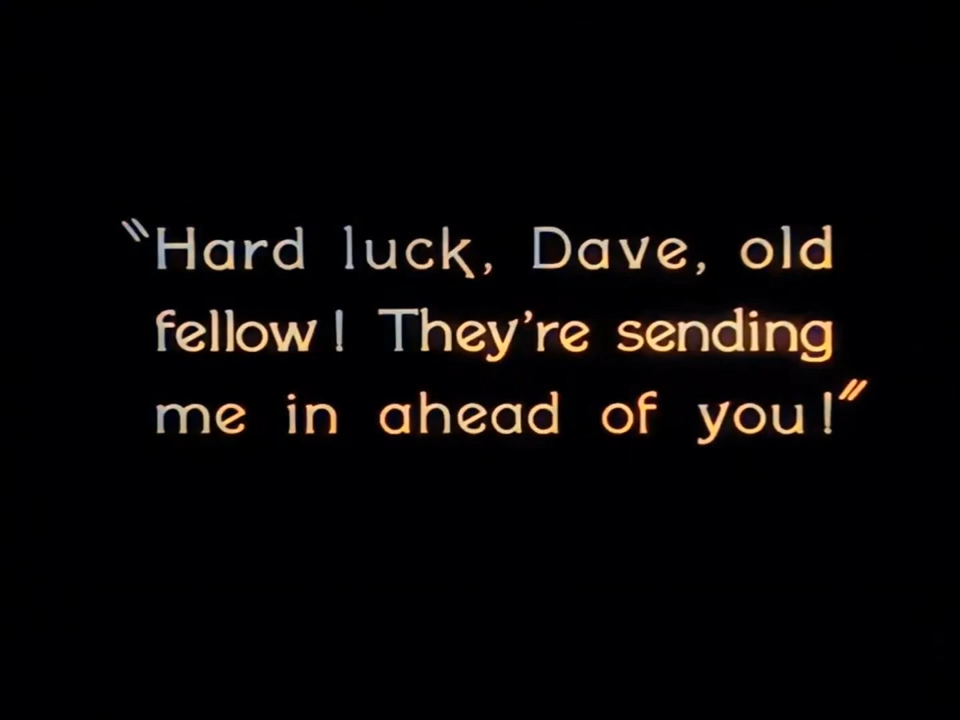 "Hard luck, Dave, old
fellow! They're sending
me in ahead of you!"